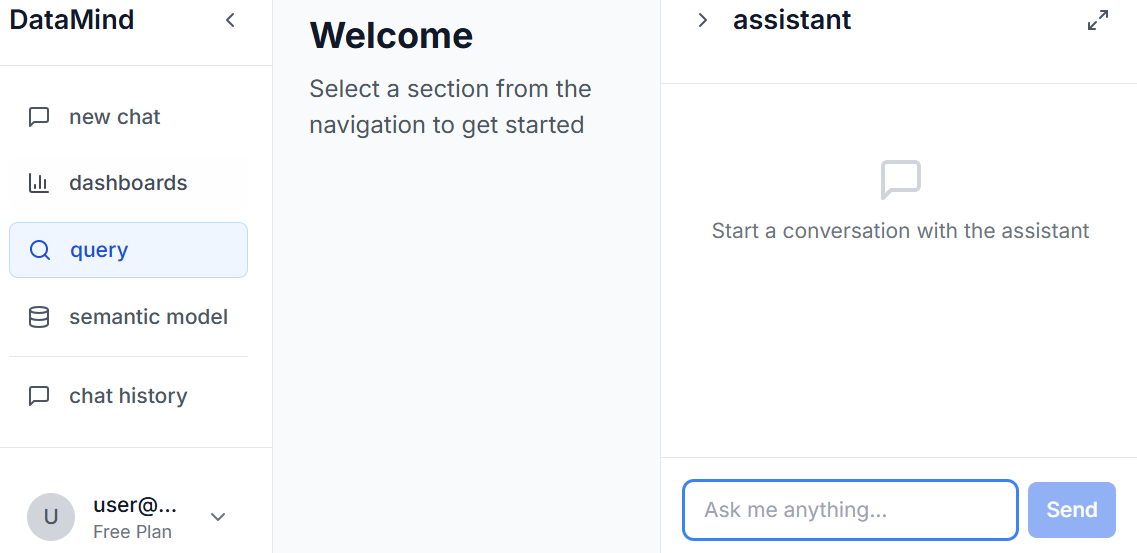 DataMind
new chat
dashboards
query
semantic model
chat history
U
user@...
Free Plan
Welcome
Select a section from the
navigation to get started
assistant
Start a conversation with the assistant
Ask me anything...
Send